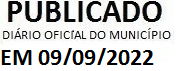 PUBLICADO
DIÁRIO OFICIAL DO MUNICÍPIO
EM 09/09/2022